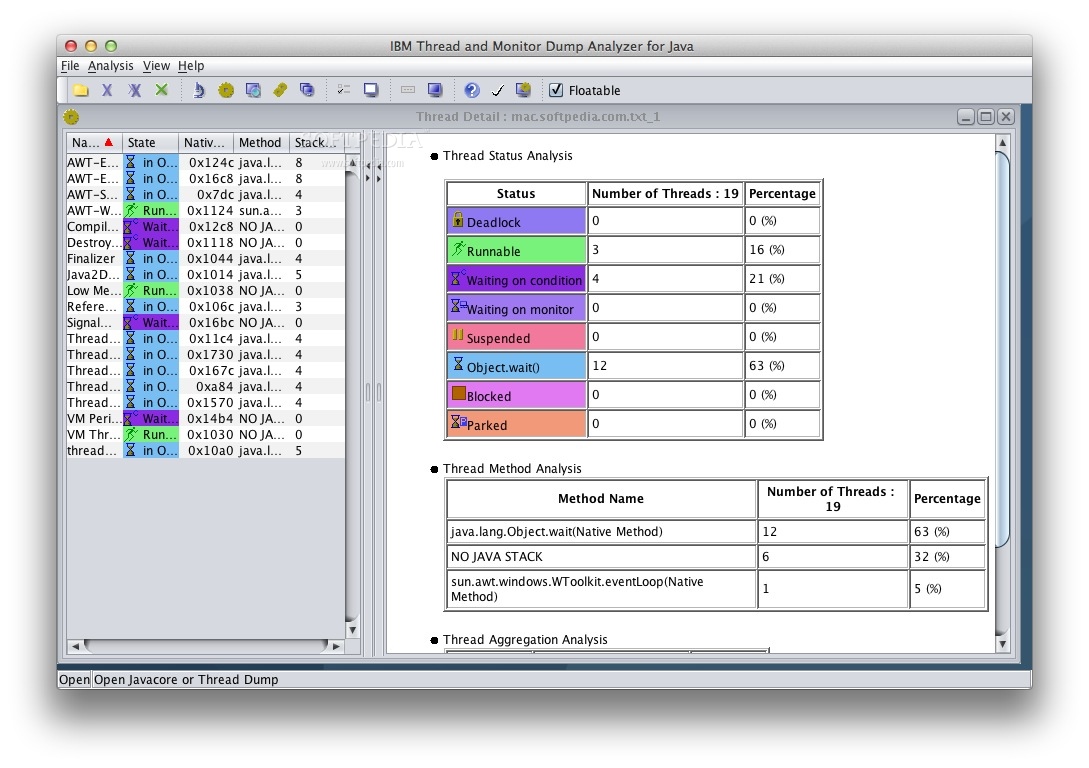 IBM Thread and Monitor Dump Analyzer for Java
File Analysis View Help
Floatable
Thread Detail : mac.softpedia.com.txt_1
Na... State Nativ... Method Stack...
AWT-E... in O... 0x124c java.l... 8
AWT-E... in O... 0x16c8 java.l... 8
AWT-S... in O... 0x7dc java.l... 4
AWT-W... Run... 0x1124 sun.a... 3
Compil... Wait... 0x12c8 NO JA... 0
Destroy... Wait... 0x1118 NO JA... 0
Finalizer in O... 0x1044 java.l... 4
Java2D... in O... 0x1014 java.l... 5
Low Me... Run... 0x1038 NO JA... 0
Refere... in O... 0x106c java.l... 3
Signal... Wait... 0x16bc NO JA... 0
Thread... in O... 0x11c4 java.l... 4
Thread... in O... 0x1730 java.l... 4
Thread... in O... 0x167c java.l... 4
Thread... in O... 0xa84 java.l... 4
Thread... in O... 0x1570 java.l... 4
VM Peri... Wait... 0x14b4 NO JA... 0
VM Thr... Run... 0x1030 NO JA... 0
thread... in O... 0x10a0 java.l... 5
SOFTPEDIA
www.softpedia.com
Thread Status Analysis
Status Number of Threads : 19 Percentage
Deadlock 0 0 (%)
Runnable 3 16 (%)
Waiting on condition 4 21 (%)
Waiting on monitor 0 0 (%)
Suspended 0 0 (%)
Object.wait() 12 63 (%)
Blocked 0 0 (%)
Parked 0 0 (%)
Thread Method Analysis
Method Name Number of Threads : 19 Percentage
java.lang.Object.wait(Native Method) 12 63 (%)
NO JAVA STACK 6 32 (%)
sun.awt.windows.WToolkit.eventLoop(Native
Method) 1 5 (%)
Thread Aggregation Analysis
Open Open Javacore or Thread Dump